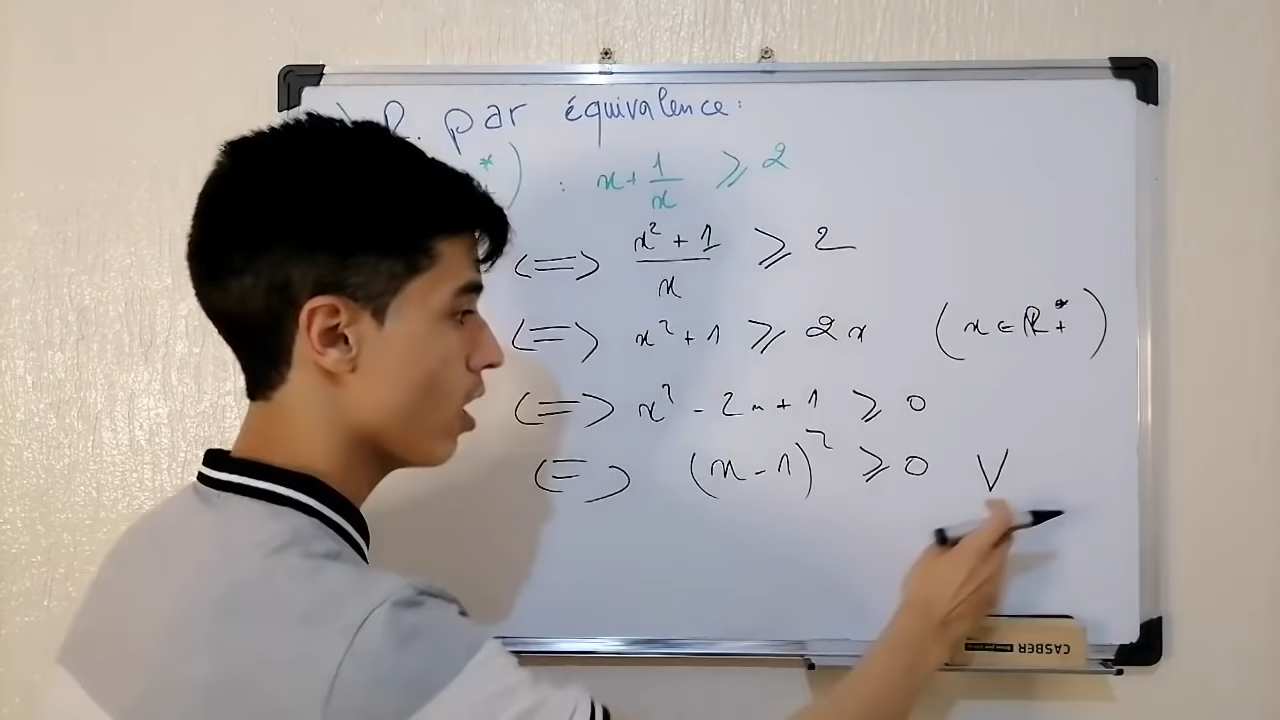 R. par équivalence:
*) : x + 1/x ⩾ 2
<=> x² + 1 / x ⩾ 2
<=> x² + 1 ⩾ 2x (x ∈ ℝ*₊)
<=> x² - 2x + 1 ⩾ 0
<=> (x - 1)² ⩾ 0 V
CASBER